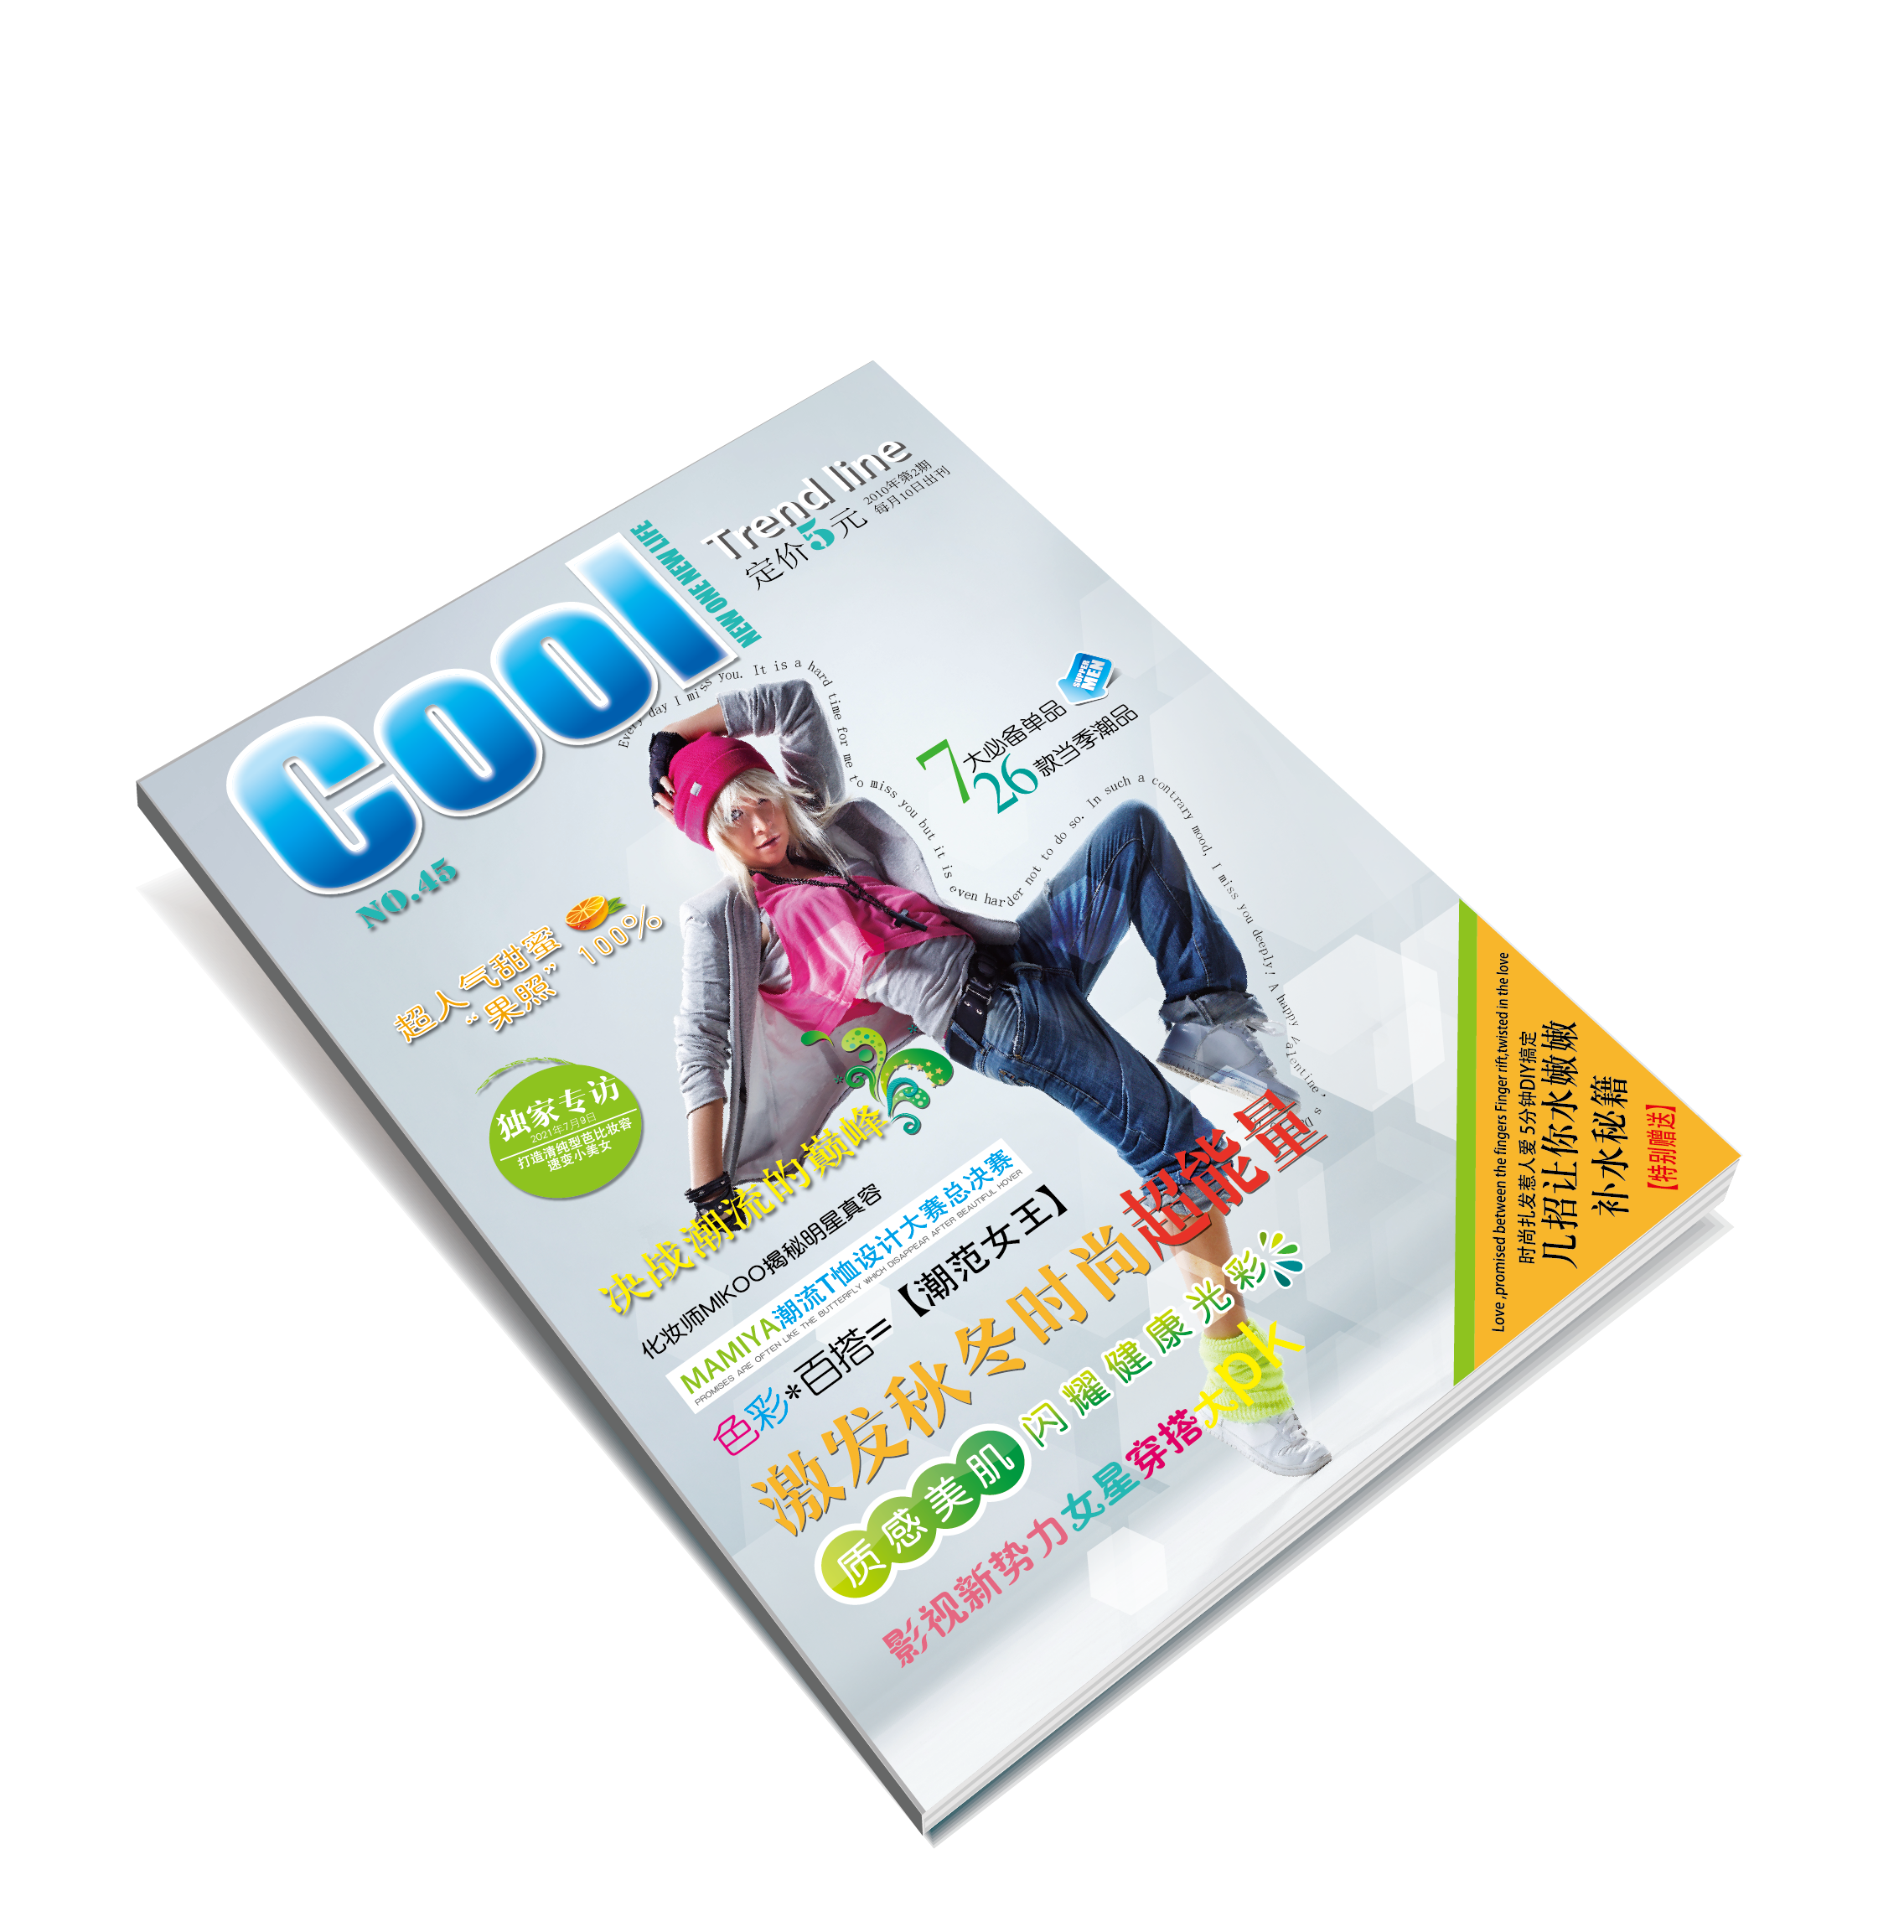 Cool
NEW ONE NEW LIFE
Trend line
定价5元
2010年第2期
每月10日出刊
NO.45
Every day I miss you. It is a hard time for me to miss you but it is even harder not to do so. In such a contrary mood, I miss you deeply! A happy Valentine's D
SUPPER
MEN
7大必备单品
26款当季潮品
超人气甜蜜
“果照” 100%
独家专访
2021年7月9日
打造清纯型芭比妆容
速变小美女
决战潮流的巅峰
化妆师MIKOO揭秘明星真容
MAMIYA潮流T恤设计大赛总决赛
PROMISES ARE OFTEN LIKE THE BUTTERFLY WHICH DISAPPEAR AFTER BEAUTIFUL HOVER
色彩*百搭=【潮范女王】
激发秋冬时尚超能量
质感美肌闪耀健康光彩
影视新势力女星穿搭大pk
Love ,promised between the fingers Finger rift,twisted in the love
时尚扎发惹人爱 5分钟DIY搞定
几招让你水嫩嫩
补水秘籍
【特别赠送】